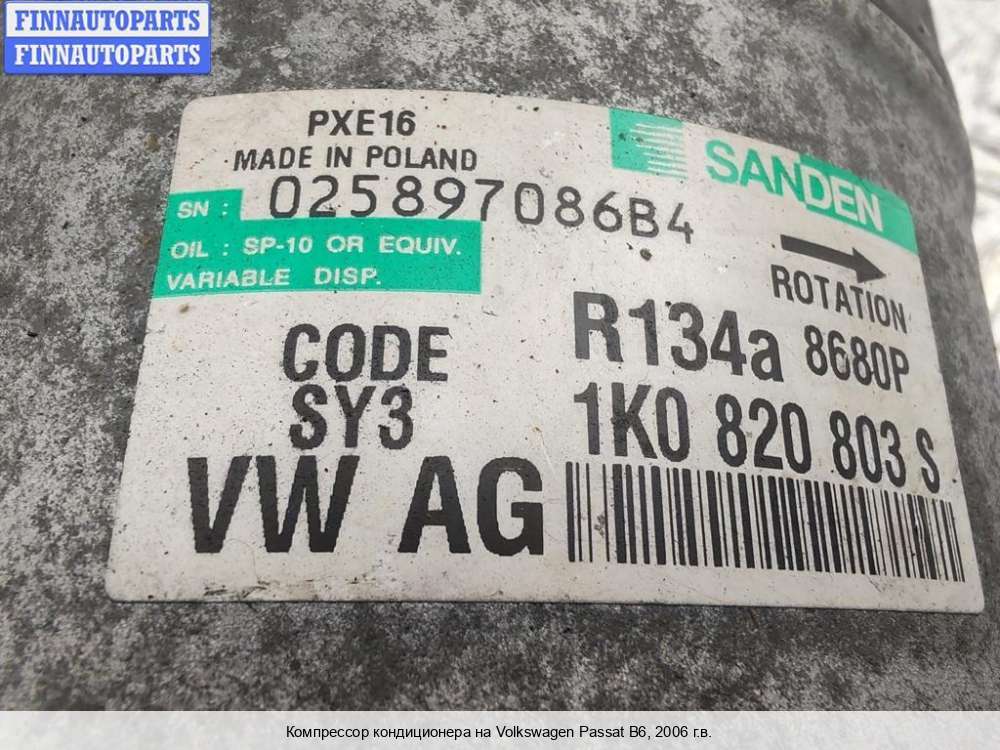 FINNAUTOPARTS
FINNAUTOPARTS
PXE16
MADE IN POLAND
SANDEN
SN : 025897086B4
OIL : SP-10 OR EQUIV.
VARIABLE DISP.
ROTATION
CODE
SY3
R134a 8680P
1K0 820 803 S
VW AG
Компрессор кондиционера на Volkswagen Passat B6, 2006 г.в.